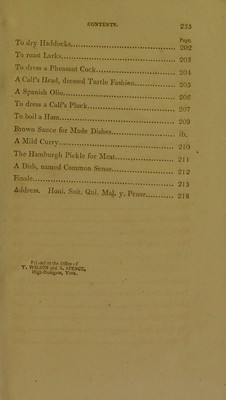 CONTENTS. 233
Page.
To dry Haddocks 202
To roast Larks 203
To dress a Pheasant Cock 204
A Calf's Head, dressed Turtle Fashion 205
A Spanish Olio 206
To dress a Calf's Pluck 207
To boil a Ham 209
Brown Sauce for Made Dishes ib.
A Mild Curry 210
The Hamburgh Pickle for Meat 211
A Dish, named Common Sense 212
Finale 213
Address. Honi. Soit. Qui. Mal. y. Pense 218
Printed at the Office of
T. WILSON and R. SPENCE,
High-Ousegate, York.